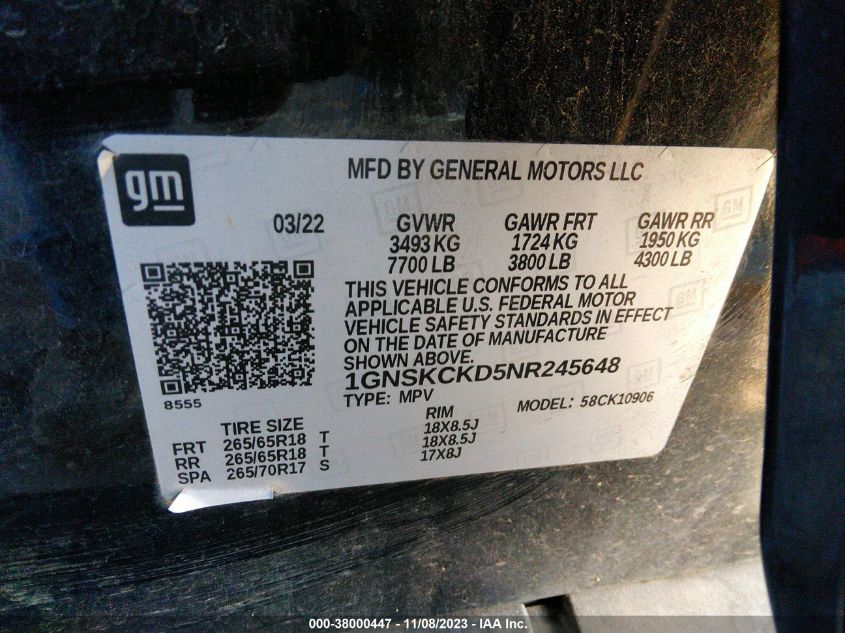 gm
MFD BY GENERAL MOTORS LLC
03/22 GVWR GAWR FRT GAWR RR
3493 KG 1724 KG 1950 KG
7700 LB 3800 LB 4300 LB
THIS VEHICLE CONFORMS TO ALL
APPLICABLE U.S. FEDERAL MOTOR
VEHICLE SAFETY STANDARDS IN EFFECT
ON THE DATE OF MANUFACTURE
SHOWN ABOVE.
1GNSKCKD5NR245648
TYPE: MPV MODEL: 58CK10906
8555
TIRE SIZE RIM
FRT 265/65R18 T 18X8.5J
RR 265/65R18 T 18X8.5J
SPA 265/70R17 S 17X8J
000-38000447 - 11/08/2023 - IAA Inc.